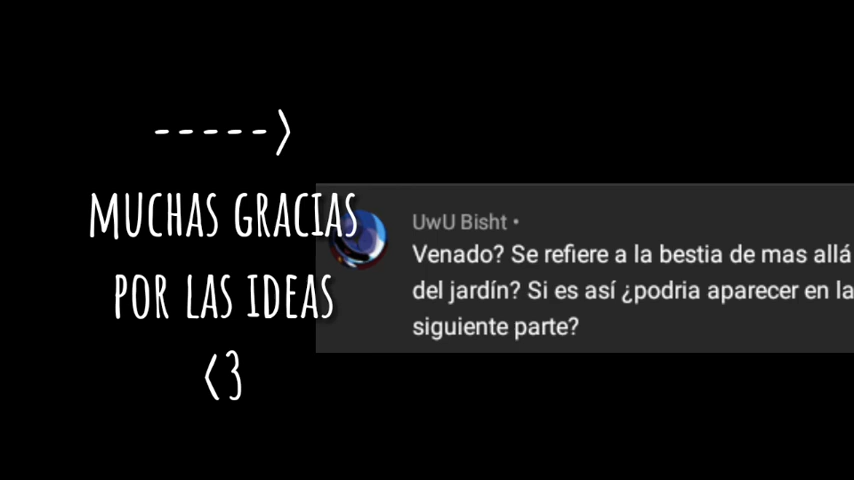 ----->
MUCHAS GRACIAS
POR LAS IDEAS
<3
UwU Bisht •
Venado? Se refiere a la bestia de mas allá
del jardín? Si es así ¿podria aparecer en la
siguiente parte?